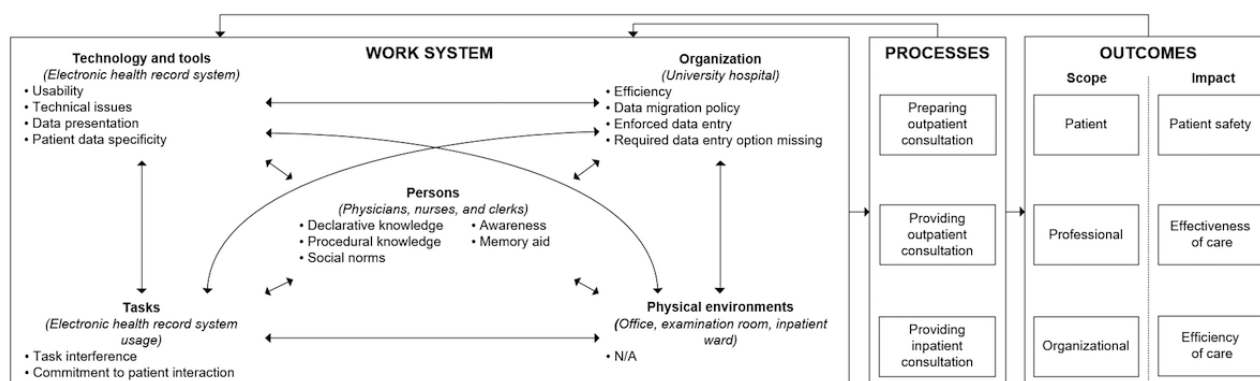 WORK SYSTEM
Technology and tools
(Electronic health record system)
• Usability
• Technical issues
• Data presentation
• Patient data specificity
Organization
(University hospital)
• Efficiency
• Data migration policy
• Enforced data entry
• Required data entry option missing
Persons
(Physicians, nurses, and clerks)
• Declarative knowledge
• Procedural knowledge
• Social norms
• Awareness
• Memory aid
Tasks
(Electronic health record system
usage)
• Task interference
• Commitment to patient interaction
Physical environments
(Office, examination room, inpatient
ward)
• N/A
PROCESSES
Preparing
outpatient
consultation
Providing
outpatient
consultation
Providing
inpatient
consultation
OUTCOMES
Scope
Impact
Patient
Patient safety
Professional
Effectiveness
of care
Organizational
Efficiency
of care